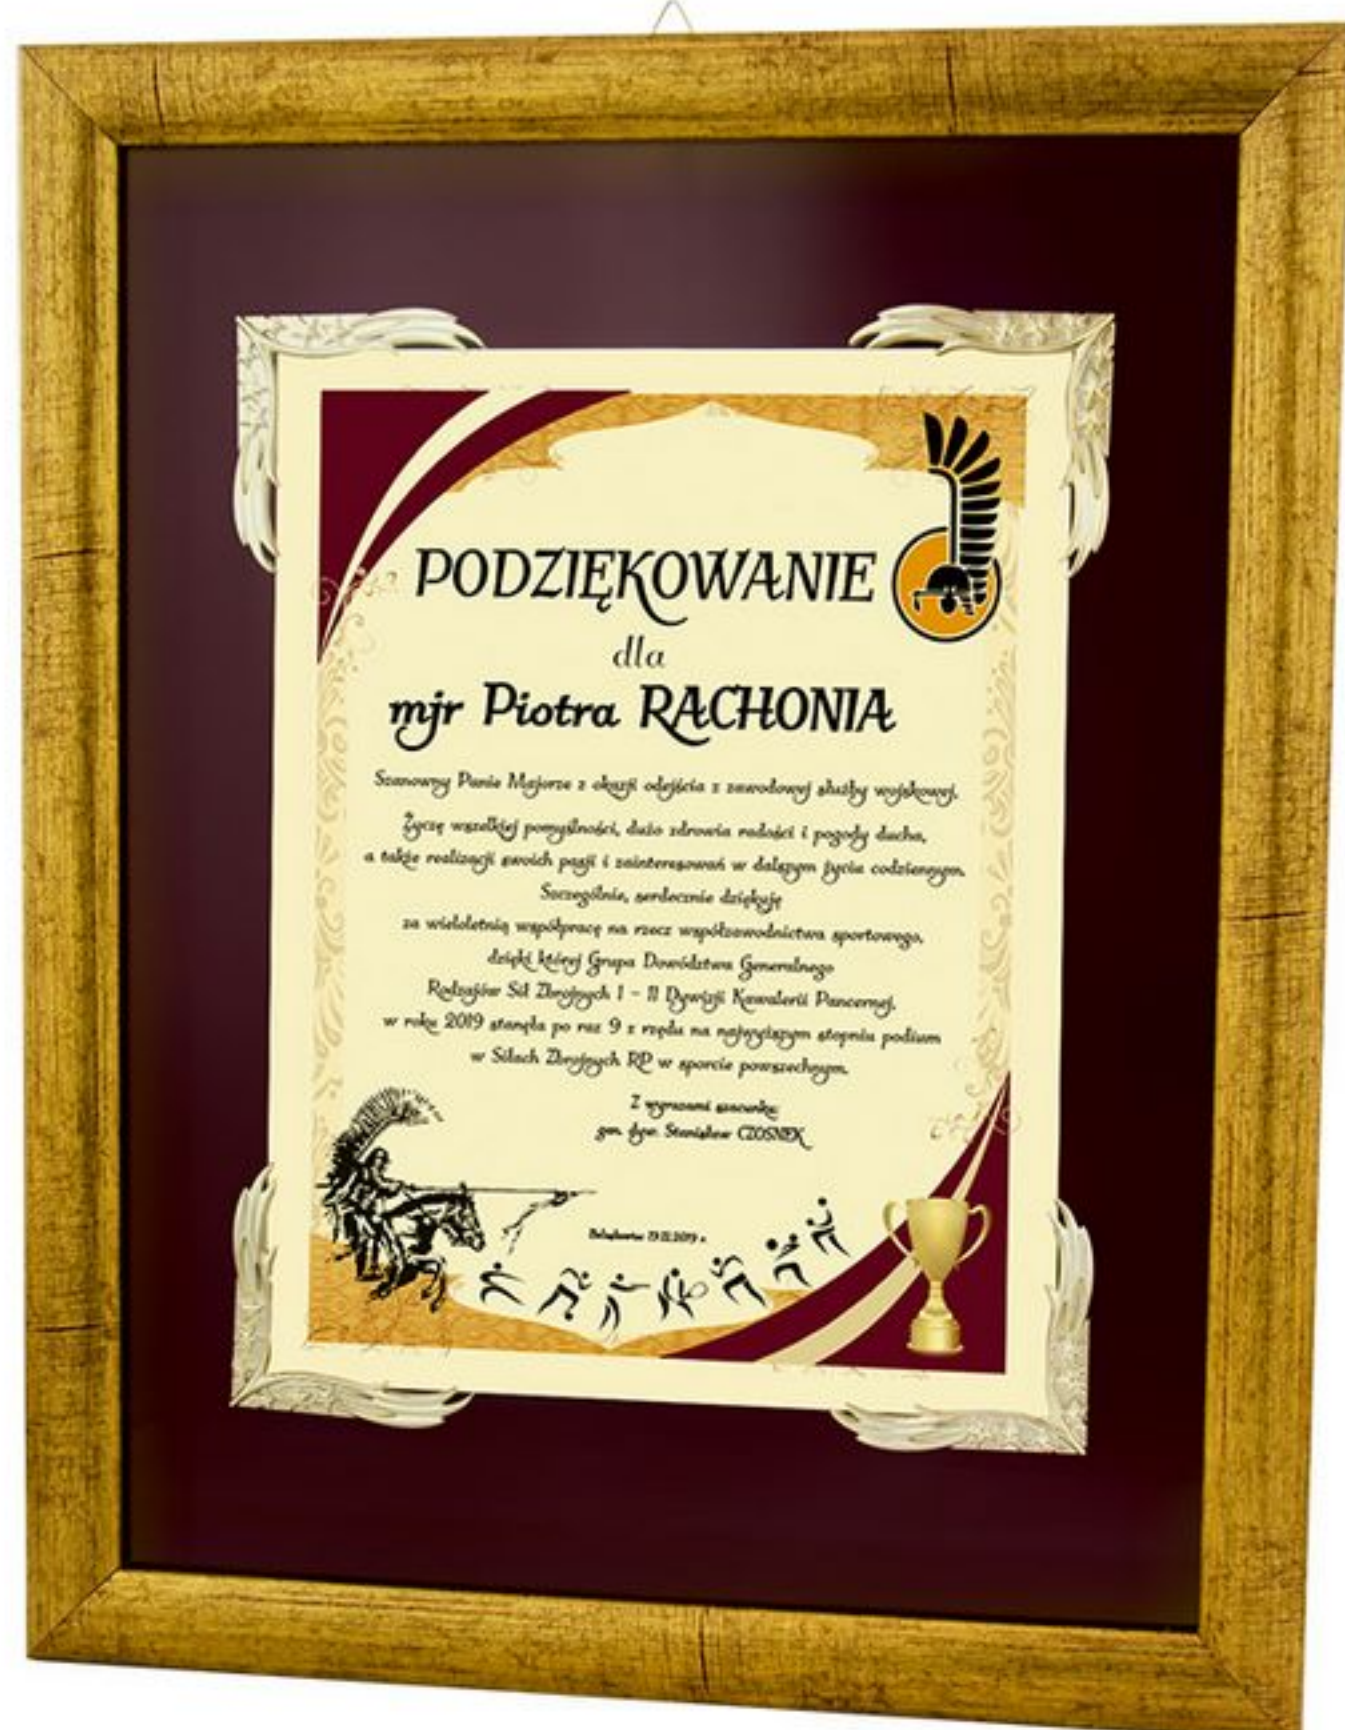 PODZIĘKOWANIE
dla
mjr Piotra RACHONIA
Szanowny Panie Majorze z okazji odejścia z zawodowej służby wojskowej,
Życzę wszelkiej pomyślności, dużo zdrowia radości i pogody ducha,
a także realizacji swoich pasji i zainteresowań w dalszym życiu codziennym.
Szczególnie, serdecznie dziękuję
za wieloletnią współpracę na rzecz współzawodnictwa sportowego,
dzięki której Grupa Dowództwa Generalnego
Rodzajów Sił Zbrojnych 1 - 11 Dywizji Kawalerii Pancernej,
w roku 2019 stanęła po raz 9 z rzędu na najwyższym stopniu podium
w Siłach Zbrojnych RP w sporcie powszechnym.
Z wyrazami szacunku
gen. dyw. Stanisław CZOSNEK